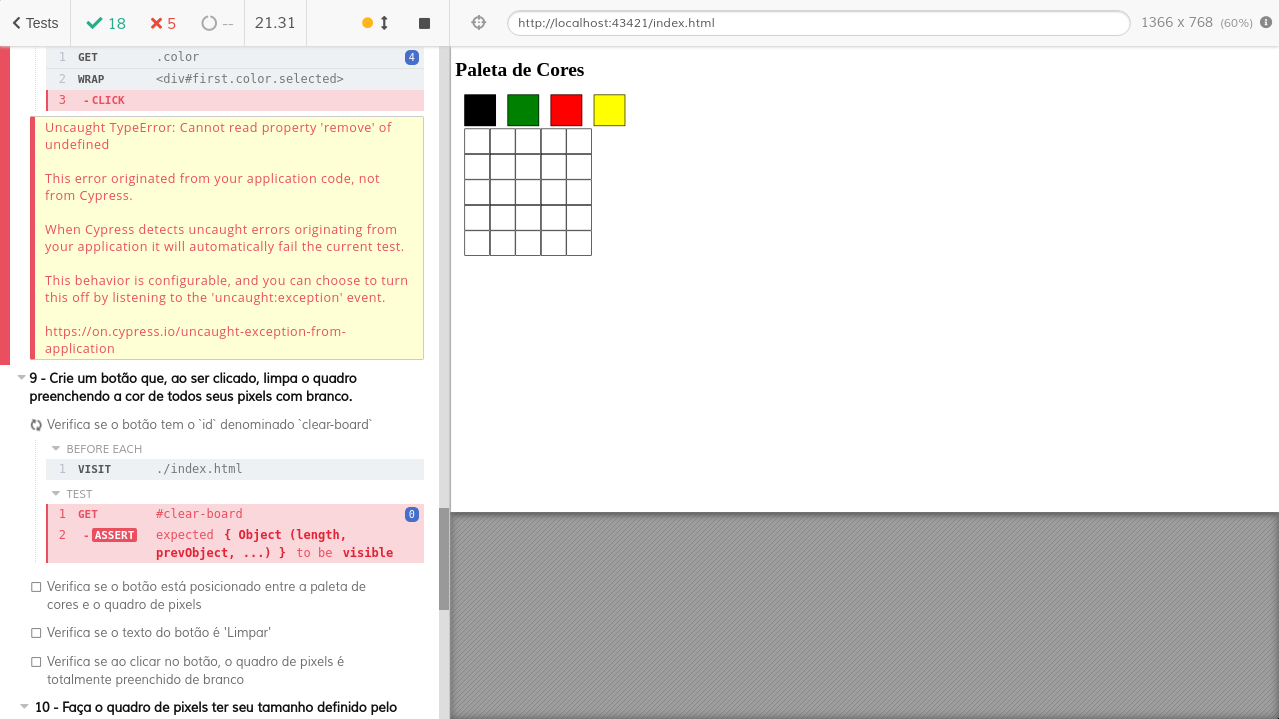 Tests 18 5 -- 21.31 http://localhost:43421/index.html 1366 x 768 (60%)
1 GET .color 4
2 WRAP <div#first.color.selected>
3 - CLICK
Uncaught TypeError: Cannot read property 'remove' of
undefined
This error originated from your application code, not
from Cypress.
When Cypress detects uncaught errors originating from
your application it will automatically fail the current test.
This behavior is configurable, and you can choose to turn
this off by listening to the 'uncaught:exception' event.
https://on.cypress.io/uncaught-exception-from-
application
9 - Crie um botão que, ao ser clicado, limpa o quadro
preenchendo a cor de todos seus pixels com branco.
Verifica se o botão tem o `id` denominado `clear-board`
BEFORE EACH
1 VISIT ./index.html
TEST
1 GET #clear-board 0
2 - ASSERT expected { Object (length,
prevObject, ...) } to be visible
Verifica se o botão está posicionado entre a paleta de
cores e o quadro de pixels
Verifica se o texto do botão é 'Limpar'
Verifica se ao clicar no botão, o quadro de pixels é
totalmente preenchido de branco
10 - Faça o quadro de pixels ter seu tamanho definido pelo
Paleta de Cores